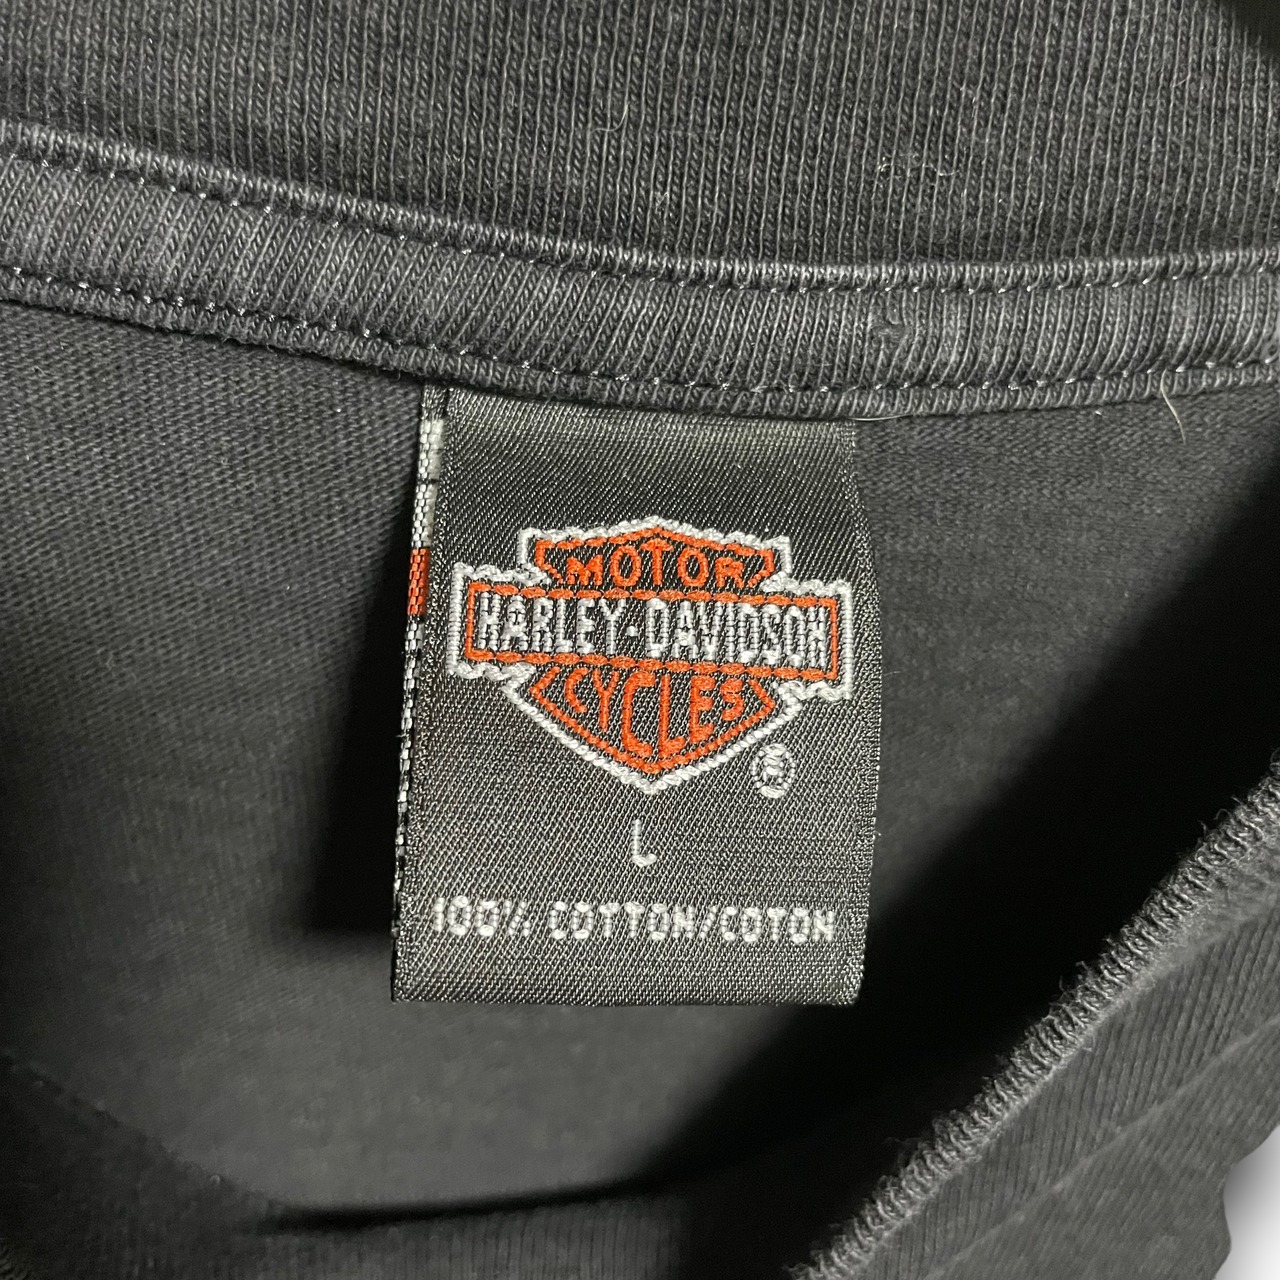 MOTOR
HARLEY-DAVIDSON
CYCLES
®
L
100% COTTON/COTON